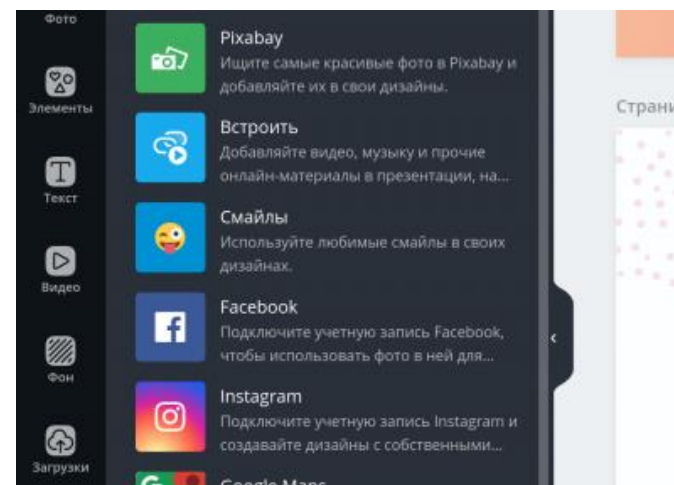 Фото
Элементы
Текст
Видео
Фон
Загрузки
Pixabay
Ищите самые красивые фото в Pixabay и
добавляйте их в свои дизайны.
Встроить
Добавляйте видео, музыку и прочие
онлайн-материалы в презентации, на...
Смайлы
Используйте любимые смайлы в своих
дизайнах.
Facebook
Подключите учетную запись Facebook,
чтобы использовать фото в ней для...
Instagram
Подключите учетную запись Instagram и
создавайте дизайны с собственными...
Google Maps
Страни